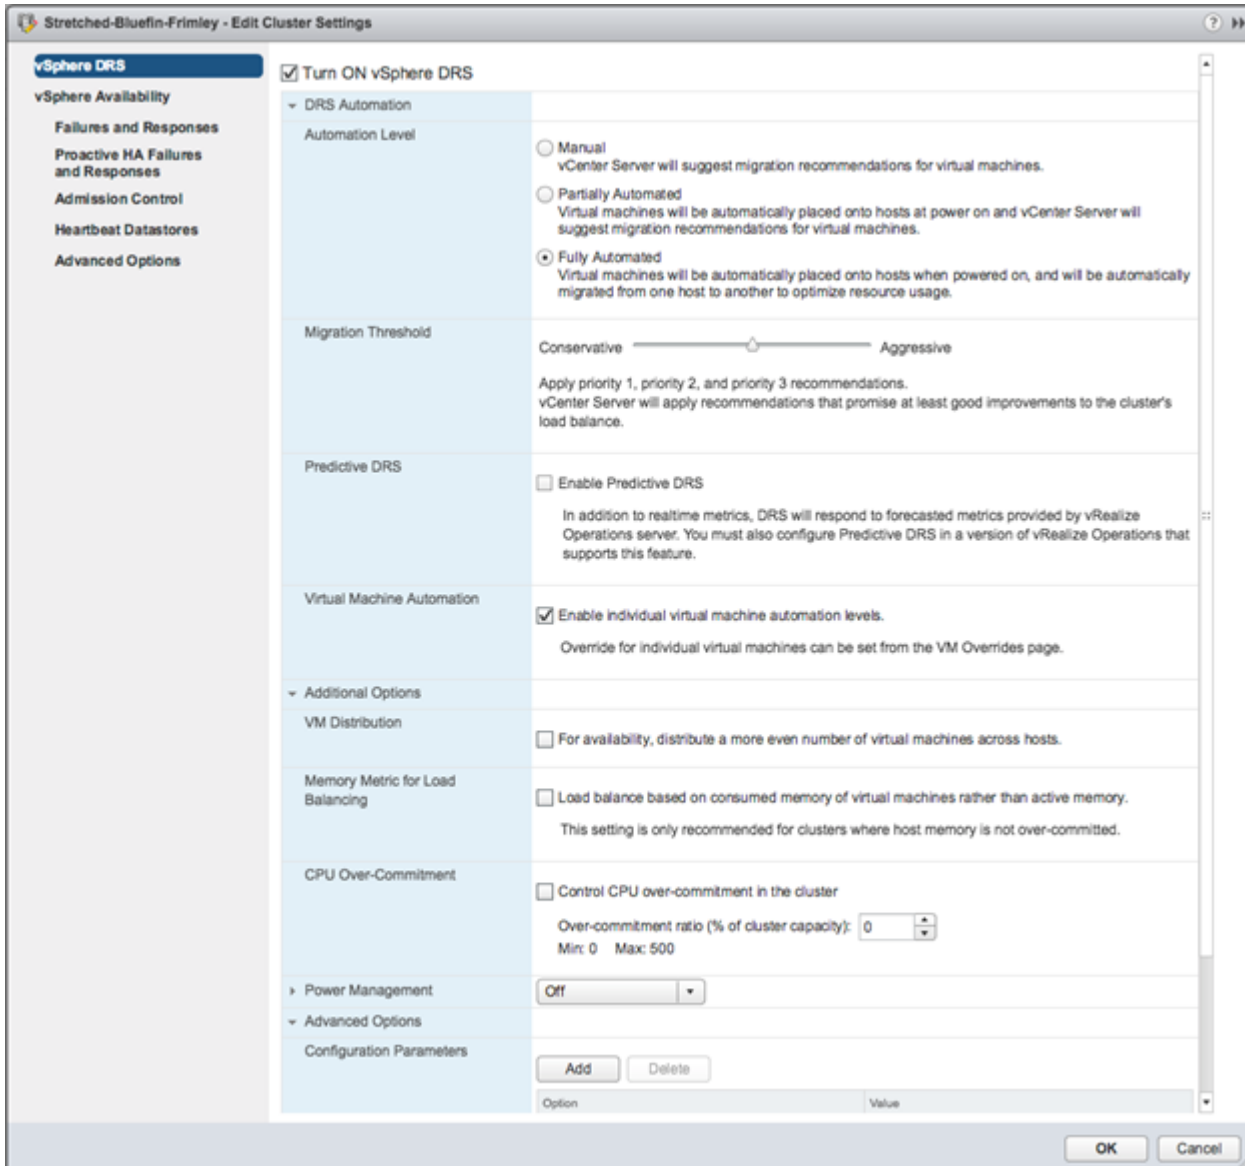 Stretched-Bluefin-Frimley - Edit Cluster Settings
?
vSphere DRS
vSphere Availability
Failures and Responses
Proactive HA Failures
and Responses
Admission Control
Heartbeat Datastores
Advanced Options
Turn ON vSphere DRS
DRS Automation
Automation Level
Manual
vCenter Server will suggest migration recommendations for virtual machines.
Partially Automated
Virtual machines will be automatically placed onto hosts at power on and vCenter Server will
suggest migration recommendations for virtual machines.
Fully Automated
Virtual machines will be automatically placed onto hosts when powered on, and will be automatically
migrated from one host to another to optimize resource usage.
Migration Threshold
Conservative Aggressive
Apply priority 1, priority 2, and priority 3 recommendations.
vCenter Server will apply recommendations that promise at least good improvements to the cluster's
load balance.
Predictive DRS
Enable Predictive DRS
In addition to realtime metrics, DRS will respond to forecasted metrics provided by vRealize
Operations server. You must also configure Predictive DRS in a version of vRealize Operations that
supports this feature.
Virtual Machine Automation
Enable individual virtual machine automation levels.
Override for individual virtual machines can be set from the VM Overrides page.
Additional Options
VM Distribution
For availability, distribute a more even number of virtual machines across hosts.
Memory Metric for Load
Balancing
Load balance based on consumed memory of virtual machines rather than active memory.
This setting is only recommended for clusters where host memory is not over-committed.
CPU Over-Commitment
Control CPU over-commitment in the cluster
Over-commitment ratio (% of cluster capacity): 0
Min: 0 Max: 500
Power Management
Off
Advanced Options
Configuration Parameters
Add Delete
Option Value
OK Cancel